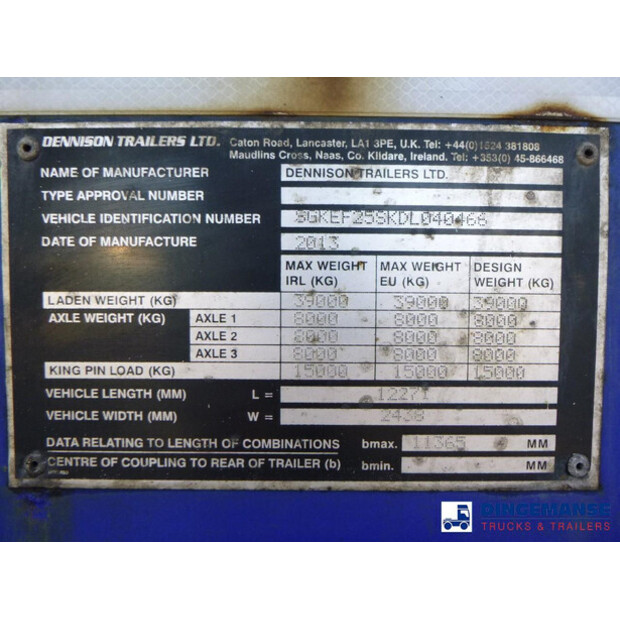 DENNISON TRAILERS LTD. Caton Road, Lancaster, LA1 3PE, U.K. Tel: +44(0)1524 381808
Maudlins Cross, Naas, Co. Kildare, Ireland. Tel: +353(0) 45-866468
NAME OF MANUFACTURER DENNISON TRAILERS LTD.
TYPE APPROVAL NUMBER
VEHICLE IDENTIFICATION NUMBER
DATE OF MANUFACTURE 2013
MAX WEIGHT IRL (KG) MAX WEIGHT EU (KG) DESIGN WEIGHT (KG)
LADEN WEIGHT (KG) 39000 39000 39000
AXLE WEIGHT (KG) AXLE 1 8000 8000 8000
AXLE 2 8000 8000 8000
AXLE 3 8000 8000 8000
KING PIN LOAD (KG) 15000 15000 15000
VEHICLE LENGTH (MM) L = 12271
VEHICLE WIDTH (MM) W = 2438
DATA RELATING TO LENGTH OF COMBINATIONS bmax. 11365 MM
CENTRE OF COUPLING TO REAR OF TRAILER (b) bmin. MM
DINGEMANSE
TRUCKS & TRAILERS